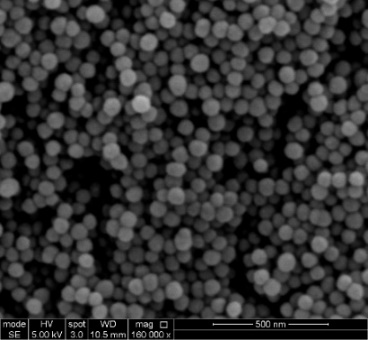 mode HV spot WD mag □ ——— 500 nm ———
SE 5.00 kV 3.0 10.5 mm 160 000 x